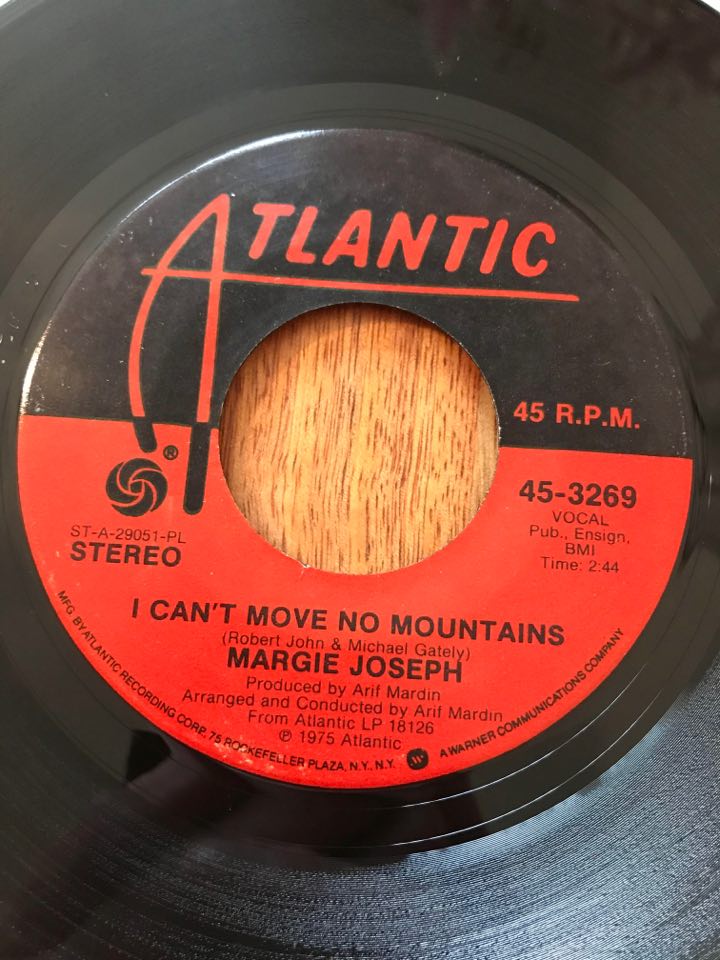 ATLANTIC
®
45 R.P.M.
45-3269
VOCAL
Pub., Ensign,
BMI
Time: 2:44
ST-A-29051-PL
STEREO
I CAN'T MOVE NO MOUNTAINS
(Robert John & Michael Gately)
MARGIE JOSEPH
Produced by Arif Mardin
Arranged and Conducted by Arif Mardin
From Atlantic LP 18126
℗ 1975 Atlantic
MFG. BY ATLANTIC RECORDING CORP. 75 ROCKEFELLER PLAZA, N.Y. N.Y. W A WARNER COMMUNICATIONS COMPANY